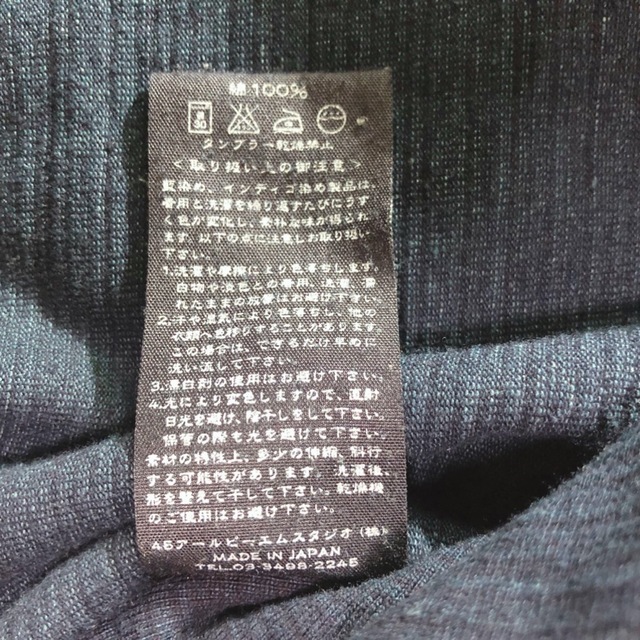 綿100%
タンブラー乾燥禁止
<取り扱い上の御注意>
藍染め、インディゴ染め製品は、
着用と洗濯を繰り返すたびにうす
く色が変化し、素朴な味が得られ
ます。以下の点に注意しお取り扱い
下さい。
1.洗濯や摩擦により色落ちします。
白物や淡色との着用、洗濯、濡
れたままの放置はお避け下さい。
2.汗や湿気により色落ちし、他の
衣類へ色移りすることがあります。
この場合は、できるだけ早めに
洗い流して下さい。
3.漂白剤の使用はお避け下さい。
4.光により変色しますので、直射
日光を避け、陰干しをして下さい。
保管の際も光を避けて下さい。
素材の特性上、多少の伸縮、斜行
する可能性があります。洗濯後、
形を整えて干して下さい。乾燥機
のご使用はお避け下さい。
45アールピーエムスタジオ(株)
MADE IN JAPAN
TEL.03-3498-2245